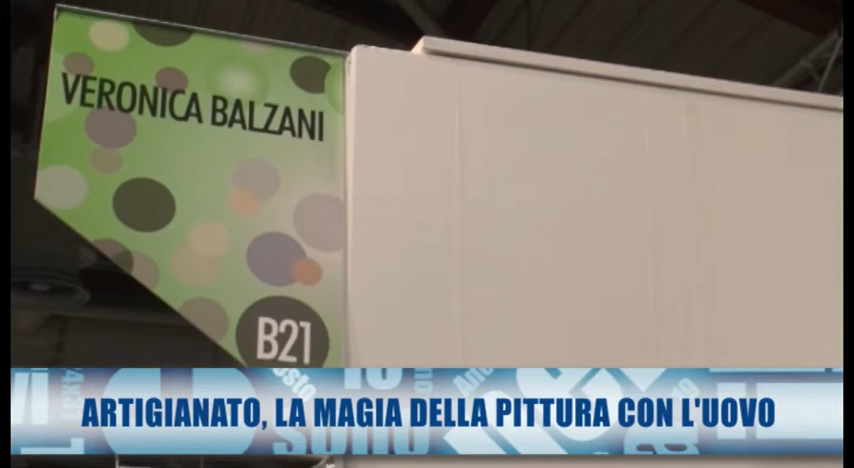 VERONICA BALZANI
B21
ARTIGIANATO, LA MAGIA DELLA PITTURA CON L'UOVO